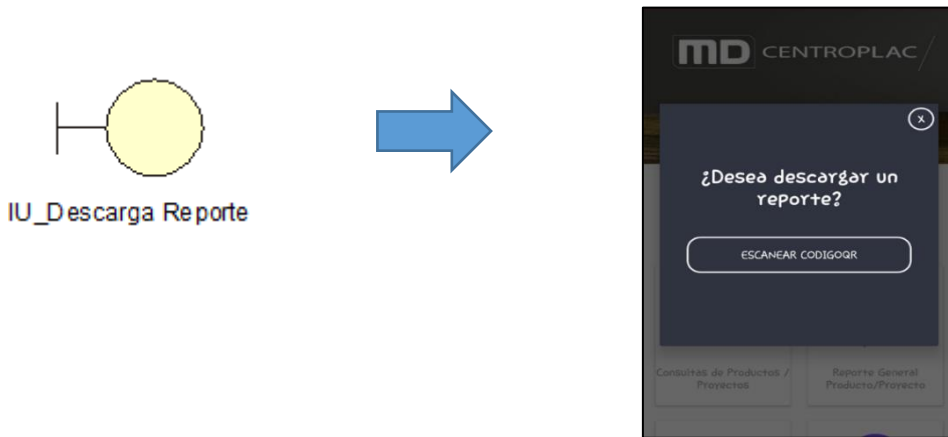 IU_Descarga Reporte
MD CENTROPLAC
X
¿Desea descargar un
reporte?
ESCANEAR CODIGOQR
Consultas de Productos /
Proyectos
Reporte General
Producto/Proyecto